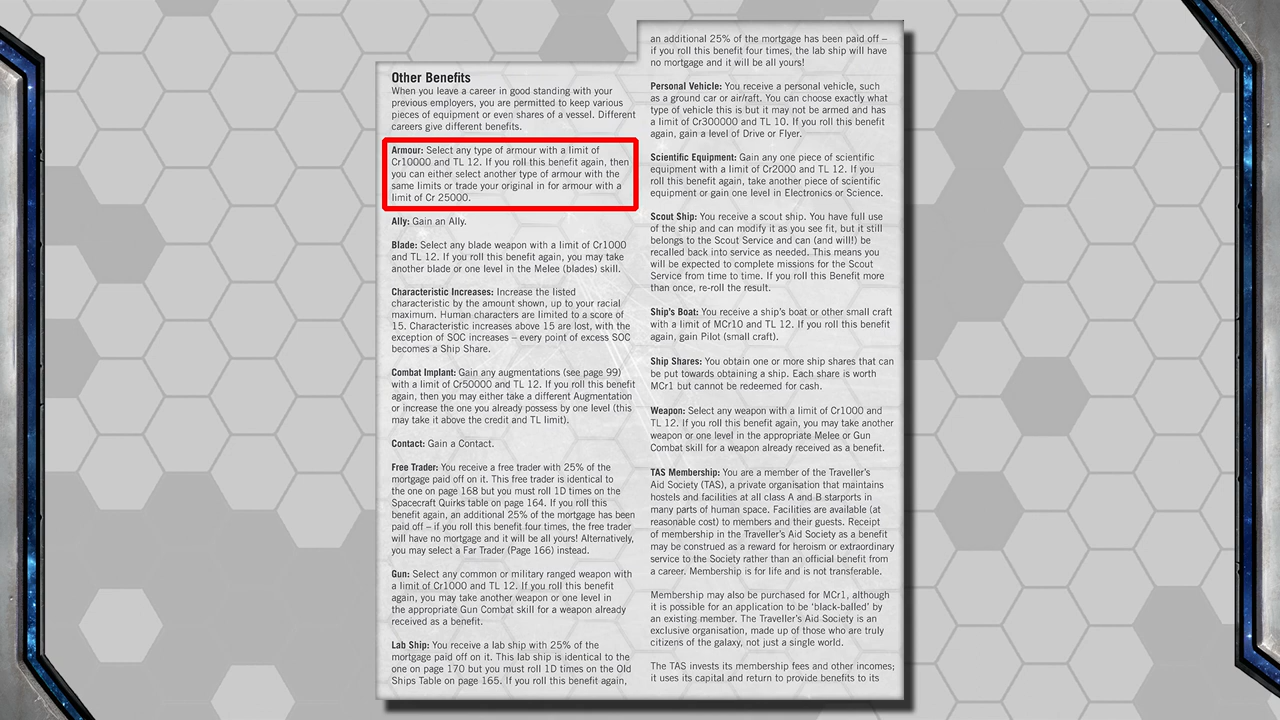 Other Benefits
When you leave a career in good standing with your
previous employers, you are permitted to keep various
pieces of equipment or even shares of a vessel. Different
careers give different benefits.
Armour: Select any type of armour with a limit of
Cr10000 and TL 12. If you roll this benefit again, then
you can either select another type of armour with the
same limits or trade your original in for armour with a
limit of Cr 25000.
Ally: Gain an Ally.
Blade: Select any blade weapon with a limit of Cr1000
and TL 12. If you roll this benefit again, you may take
another blade or one level in the Melee (blades) skill.
Characteristic Increases: Increase the listed
characteristic by the amount shown, up to your racial
maximum. Human characters are limited to a score of
15. Characteristic increases above 15 are lost, with the
exception of SOC increases – every point of excess SOC
becomes a Ship Share.
Combat Implant: Gain any augmentations (see page 99)
with a limit of Cr50000 and TL 12. If you roll this benefit
again, then you may either take a different Augmentation
or increase the one you already possess by one level (this
may take it above the credit and TL limit).
Contact: Gain a Contact.
Free Trader: You receive a free trader with 25% of the
mortgage paid off on it. This free trader is identical to
the one on page 168 but you must roll 1D times on the
Spacecraft Quirks table on page 164. If you roll this
benefit again, an additional 25% of the mortgage has been
paid off – if you roll this benefit four times, the free trader
will have no mortgage and it will be all yours! Alternatively,
you may select a Far Trader (Page 166) instead.
Gun: Select any common or military ranged weapon with
a limit of Cr1000 and TL 12. If you roll this benefit
again, you may take another weapon or one level in
the appropriate Gun Combat skill for a weapon already
received as a benefit.
Lab Ship: You receive a lab ship with 25% of the
mortgage paid off on it. This lab ship is identical to the
one on page 170 but you must roll 1D times on the Old
Ships Table on page 165. If you roll this benefit again,
an additional 25% of the mortgage has been paid off –
if you roll this benefit four times, the lab ship will have
no mortgage and it will be all yours!
Personal Vehicle: You receive a personal vehicle, such
as a ground car or air/raft. You can choose exactly what
type of vehicle this is but it may not be armed and has
a limit of Cr300000 and TL 10. If you roll this benefit
again, gain a level of Drive or Flyer.
Scientific Equipment: Gain any one piece of scientific
equipment with a limit of Cr2000 and TL 12. If you
roll this benefit again, take another piece of scientific
equipment or gain one level in Electronics or Science.
Scout Ship: You receive a scout ship. You have full use
of the ship and can modify it as you see fit, but it still
belongs to the Scout Service and can (and will!) be
recalled back into service as needed. This means you
will be expected to complete missions for the Scout
Service from time to time. If you roll this Benefit more
than once, re-roll the result.
Ship's Boat: You receive a ship's boat or other small craft
with a limit of MCr10 and TL 12. If you roll this benefit
again, gain Pilot (small craft).
Ship Shares: You obtain one or more ship shares that can
be put towards obtaining a ship. Each share is worth
MCr1 but cannot be redeemed for cash.
Weapon: Select any weapon with a limit of Cr1000 and
TL 12. If you roll this benefit again, you may take another
weapon or one level in the appropriate Melee or Gun
Combat skill for a weapon already received as a benefit.
TAS Membership: You are a member of the Traveller's
Aid Society (TAS), a private organisation that maintains
hostels and facilities at all class A and B starports in
many parts of human space. Facilities are available (at
reasonable cost) to members and their guests. Receipt
of membership in the Traveller's Aid Society as a benefit
may be construed as a reward for heroism or extraordinary
service to the Society rather than an official benefit from
a career. Membership is for life and is not transferable.
Membership may also be purchased for MCr1, although
it is possible for an application to be 'black-balled' by
an existing member. The Traveller's Aid Society is an
exclusive organisation, made up of those who are truly
citizens of the galaxy, not just a single world.
The TAS invests its membership fees and other incomes;
it uses its capital and return to provide benefits to its